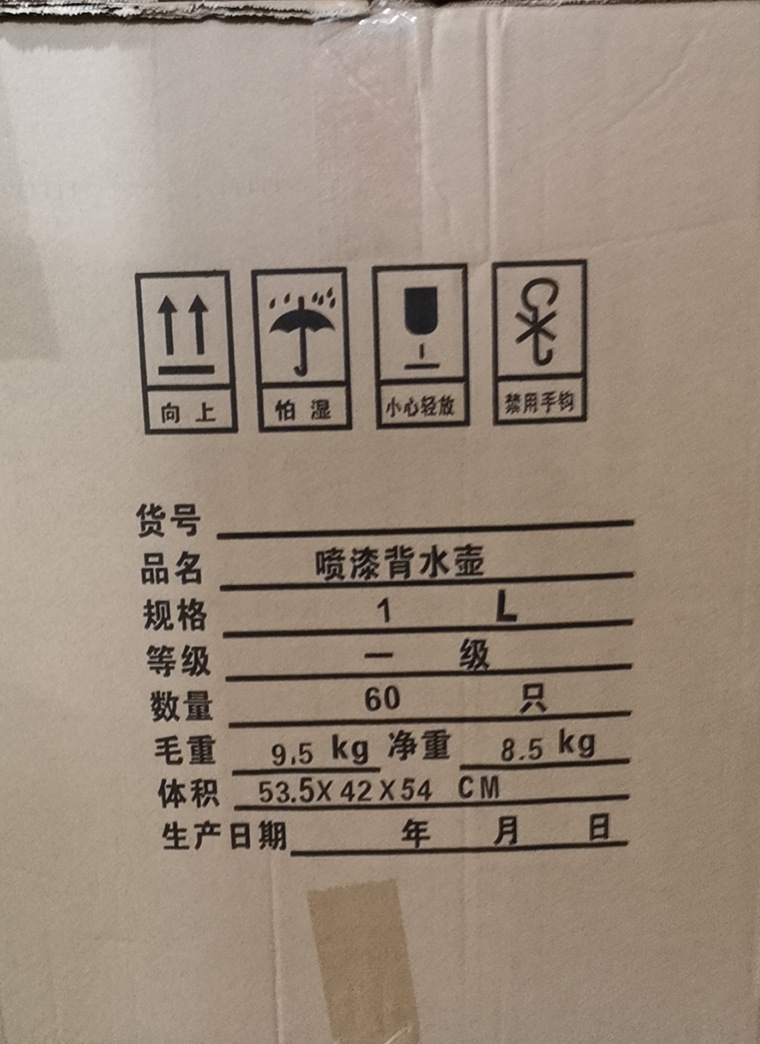 向上 怕湿 小心轻放 禁用手钩
货号
品名 喷漆背水壶
规格 1 L
等级 一 级
数量 60 只
毛重 9.5 kg 净重 8.5 kg
体积 53.5X42X54 CM
生产日期 年 月 日